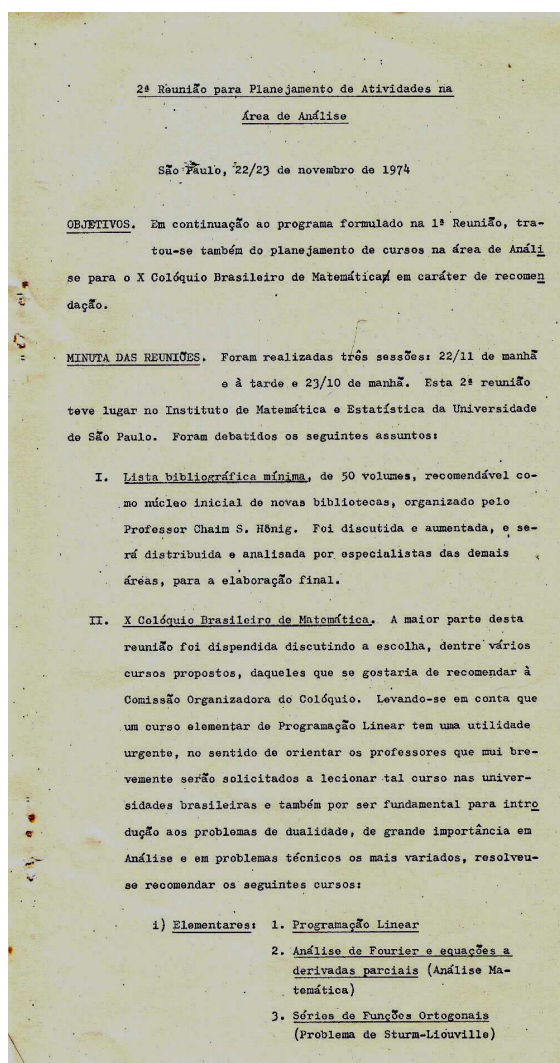 2ª Reunião para Planejamento de Atividades na
Área de Análise
São Paulo, 22/23 de novembro de 1974
OBJETIVOS. Em continuação ao programa formulado na 1ª Reunião, tra-
tou-se também do planejamento de cursos na área de Análi
se para o X Colóquio Brasileiro de Matemática, em caráter de recomen
dação.
MINUTA DAS REUNIÕES. Foram realizadas três sessões: 22/11 de manhã
e à tarde e 23/10 de manhã. Esta 2ª reunião
teve lugar no Instituto de Matemática e Estatística da Universidade
de São Paulo. Foram debatidos os seguintes assuntos:
I. Lista bibliográfica mínima, de 50 volumes, recomendável co-
mo núcleo inicial de novas bibliotecas, organizado pelo
Professor Chaim S. Hönig. Foi discutida e aumentada, e se-
rá distribuida e analisada por especialistas das demais
áreas, para a elaboração final.
II. X Colóquio Brasileiro de Matemática. A maior parte desta
reunião foi dispendida discutindo a escolha, dentre vários
cursos propostos, daqueles que se gostaria de recomendar à
Comissão Organizadora do Colóquio. Levando-se em conta que
um curso elementar de Programação Linear tem uma utilidade
urgente, no sentido de orientar os professores que mui bre-
vemente serão solicitados a lecionar tal curso nas univer-
sidades brasileiras e também por ser fundamental para intro
dução aos problemas de dualidade, de grande importância em
Análise e em problemas técnicos os mais variados, resolveu-
se recomendar os seguintes cursos:
i) Elementares: 1. Programação Linear
2. Análise de Fourier e equações a
derivadas parciais (Análise Ma-
temática)
3. Séries de Funções Ortogonais
(Problema de Sturm-Liouville)